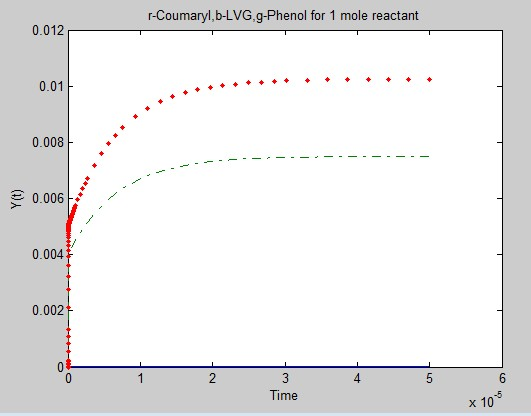 r-Coumaryl,b-LVG,g-Phenol for 1 mole reactant
0.012
0.01
0.008
0.006
0.004
0.002
0
Y(t)
0 1 2 3 4 5 6
Time
x 10^-5